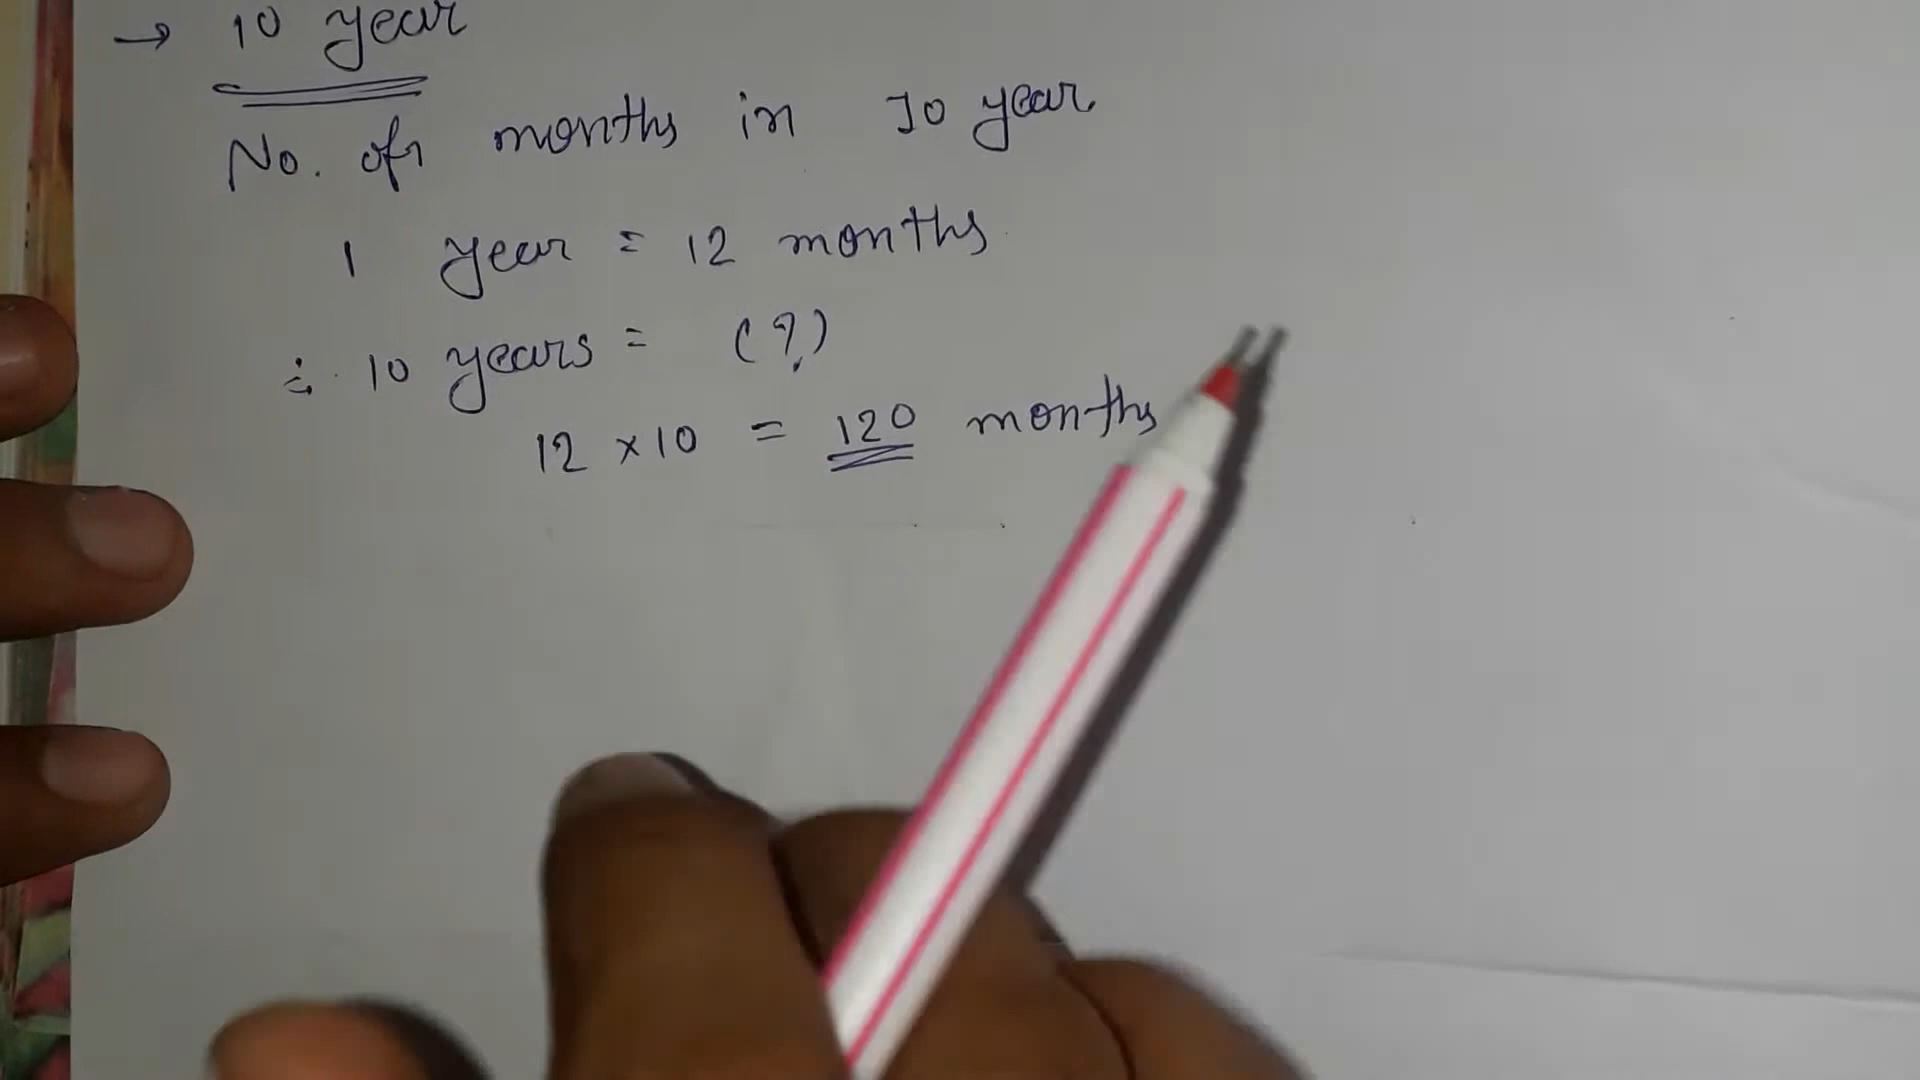 → 10 year
No. of months in 10 year
1 year = 12 months
∴ 10 years = (?)
12 × 10 = 120 months